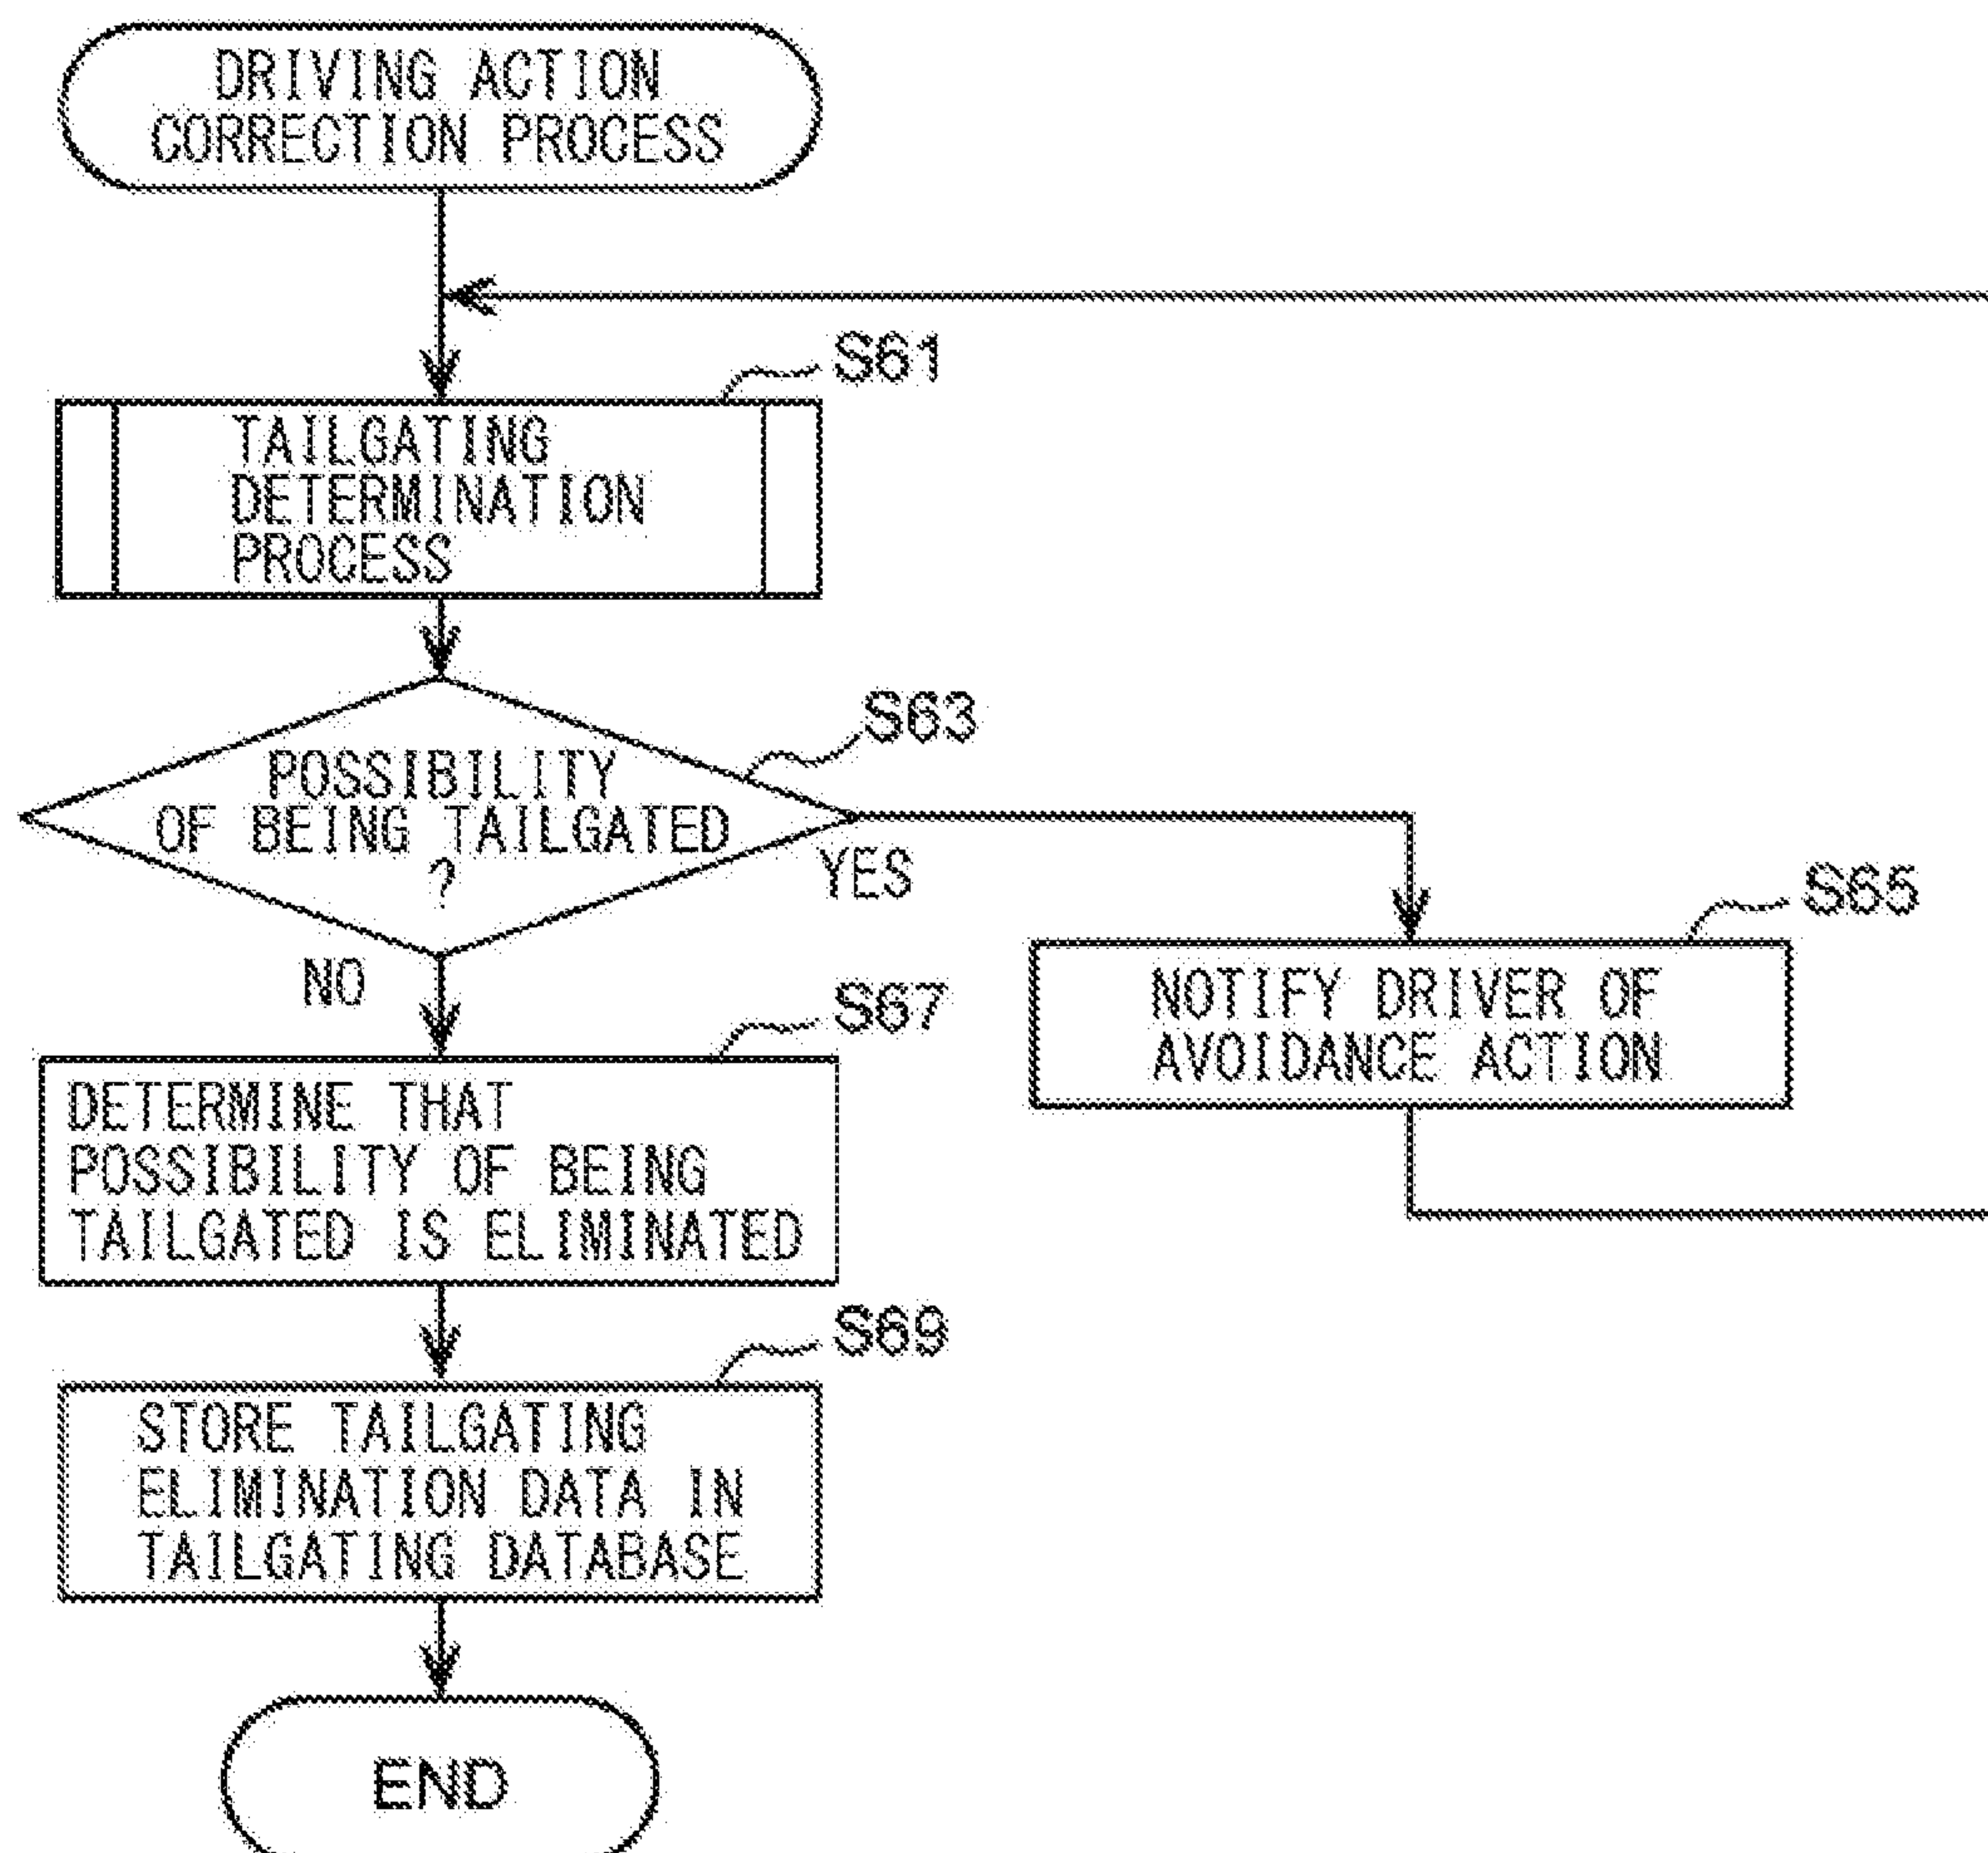 DRIVING ACTION
CORRECTION PROCESS
S61
TAILGATING
DETERMINATION
PROCESS
S63
POSSIBILITY
OF BEING TAILGATED
?
YES
NO
S65
NOTIFY DRIVER OF
AVOIDANCE ACTION
S67
DETERMINE THAT
POSSIBILITY OF BEING
TAILGATED IS ELIMINATED
S69
STORE TAILGATING
ELIMINATION DATA IN
TAILGATING DATABASE
END